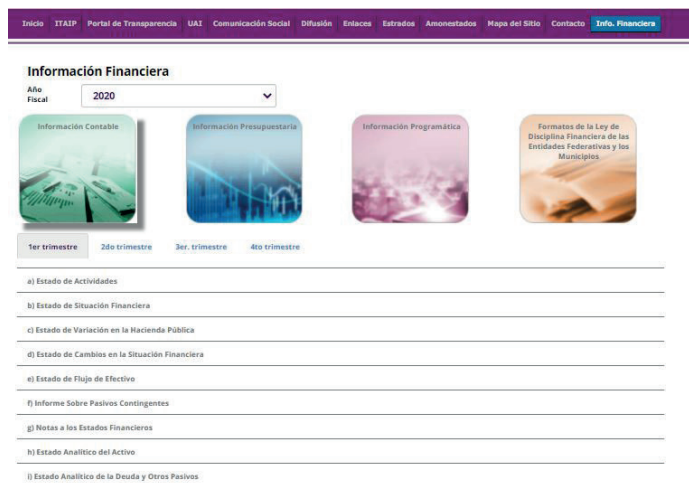 Inicio ITAIP Portal de Transparencia UAI Comunicación Social Difusión Enlaces Estrados Amonestados Mapa del Sitio Contacto Info. Financiera
Información Financiera
Año
Fiscal
2020
Información Contable
Información Presupuestaria
Información Programática
Formatos de la Ley de
Disciplina Financiera de las
Entidades Federativas y los
Municipios
1er trimestre 2do trimestre 3er. trimestre 4to trimestre
a) Estado de Actividades
b) Estado de Situación Financiera
c) Estado de Variación en la Hacienda Pública
d) Estado de Cambios en la Situación Financiera
e) Estado de Flujo de Efectivo
f) Informe Sobre Pasivos Contingentes
g) Notas a los Estados Financieros
h) Estado Analítico del Activo
i) Estado Analítico de la Deuda y Otros Pasivos